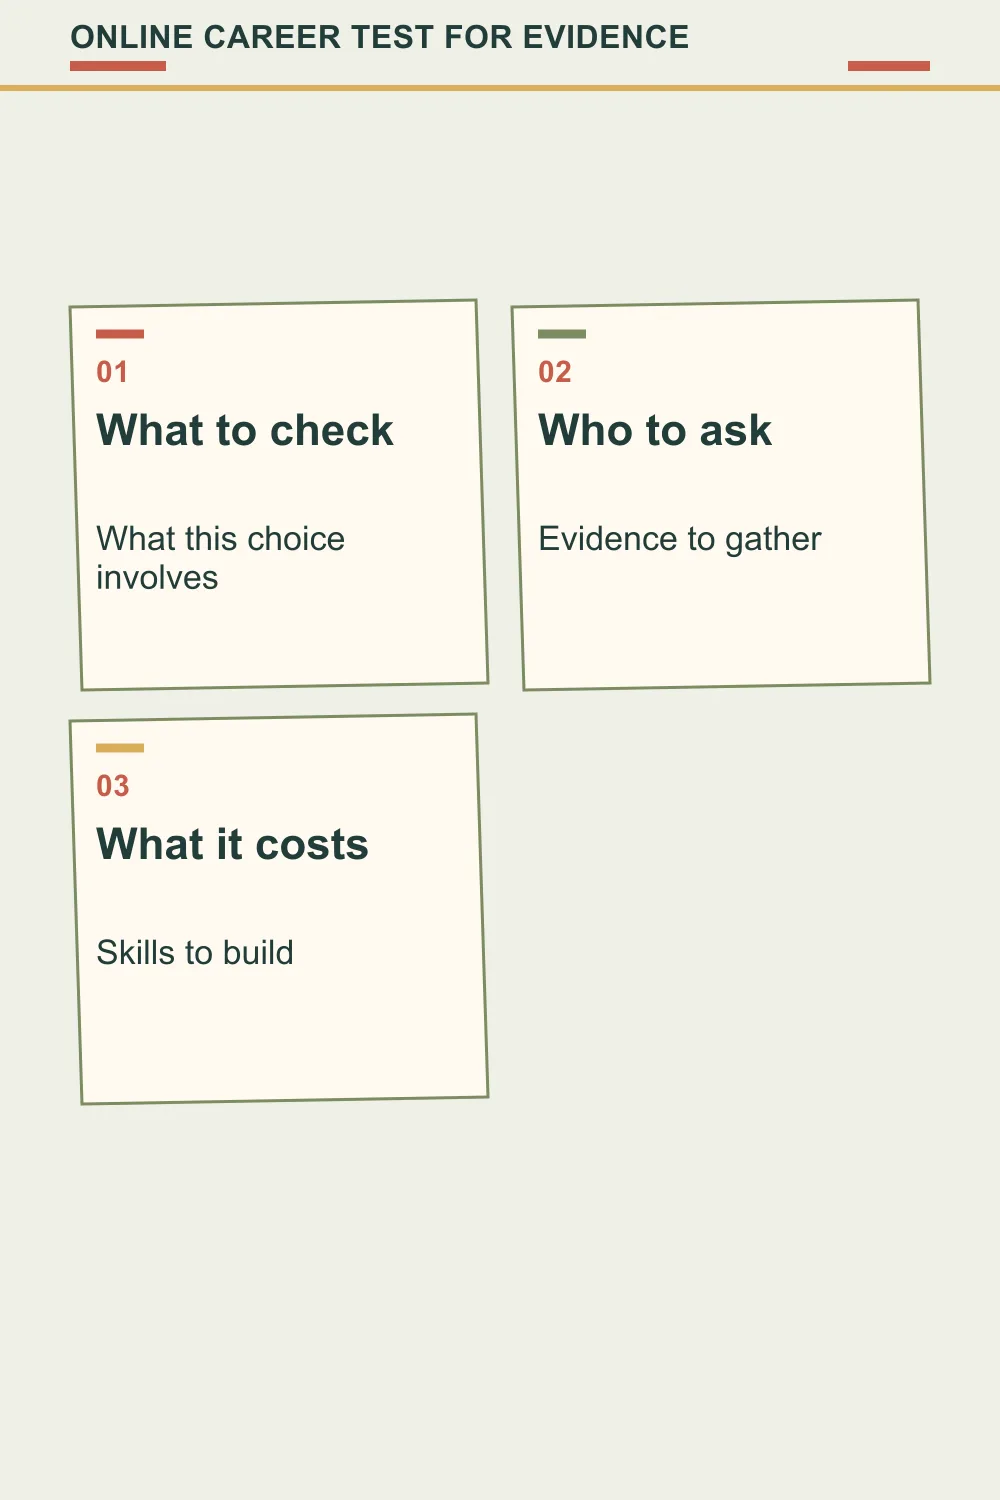 ONLINE CAREER TEST FOR EVIDENCE
01
What to check
What this choice
involves
02
Who to ask
Evidence to gather
03
What it costs
Skills to build